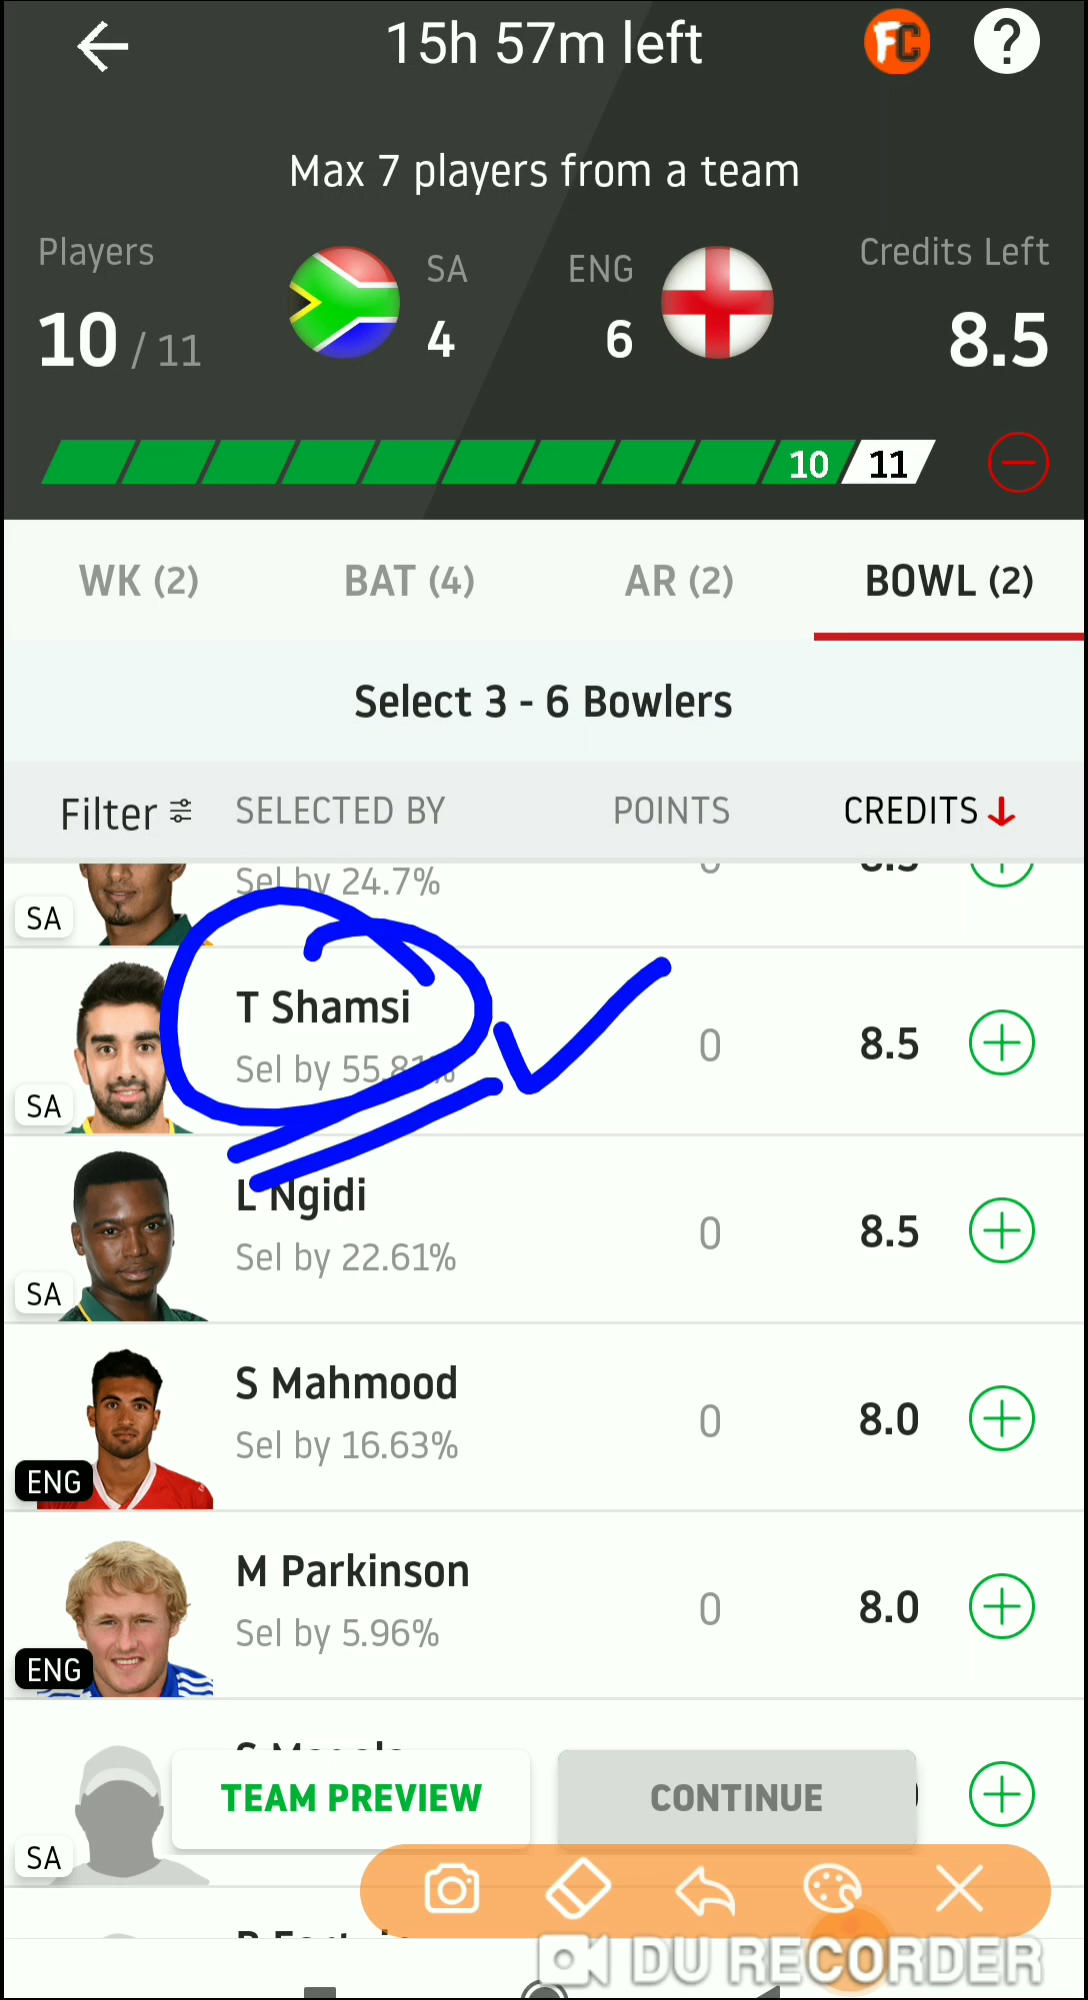 15h 57m left
FC
?
Max 7 players from a team
Players
SA
ENG
Credits Left
10 / 11
4
6
8.5
10
11
WK (2)
BAT (4)
AR (2)
BOWL (2)
Select 3 - 6 Bowlers
Filter
SELECTED BY
POINTS
CREDITS
Sel by 24.7%
0
8.5
SA
T Shamsi
Sel by 55.81%
0
8.5
SA
L Ngidi
Sel by 22.61%
0
8.5
SA
S Mahmood
Sel by 16.63%
0
8.0
ENG
M Parkinson
Sel by 5.96%
0
8.0
ENG
TEAM PREVIEW
CONTINUE
SA
DU RECORDER